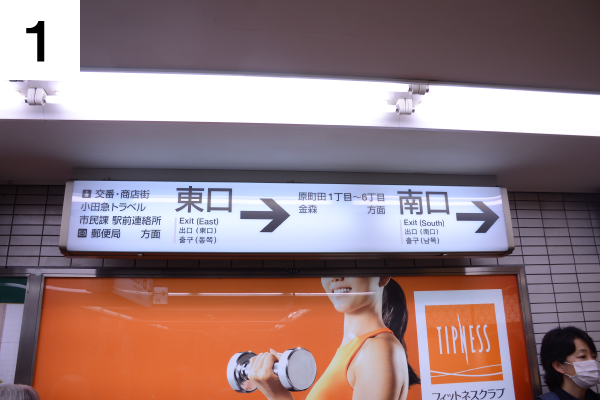 1
交番・商店街
小田急トラベル
市民課 駅前連絡所
郵便局 方面
東口
Exit (East)
出口 (東口)
출구 (동쪽)
原町田1丁目～6丁目
金森 方面
南口
Exit (South)
出口 (南口)
출구 (남쪽)
TIPNESS
フィットネスクラブ